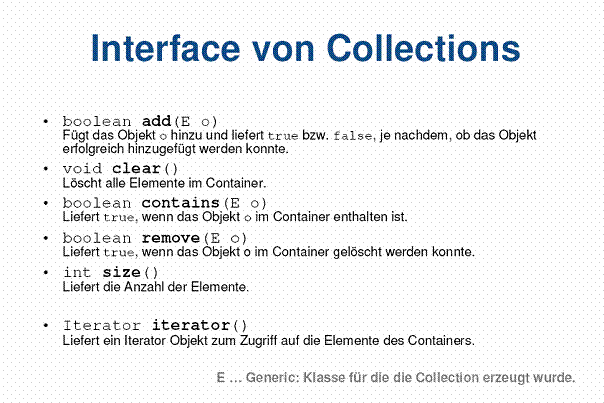 Interface von Collections
• boolean add(E o)
Fügt das Objekt o hinzu und liefert true bzw. false, je nachdem, ob das Objekt
erfolgreich hinzugefügt werden konnte.
• void clear()
Löscht alle Elemente im Container.
• boolean contains(E o)
Liefert true, wenn das Objekt o im Container enthalten ist.
• boolean remove(E o)
Liefert true, wenn das Objekt o im Container gelöscht werden konnte.
• int size()
Liefert die Anzahl der Elemente.
• Iterator iterator()
Liefert ein Iterator Objekt zum Zugriff auf die Elemente des Containers.
E … Generic: Klasse für die die Collection erzeugt wurde.